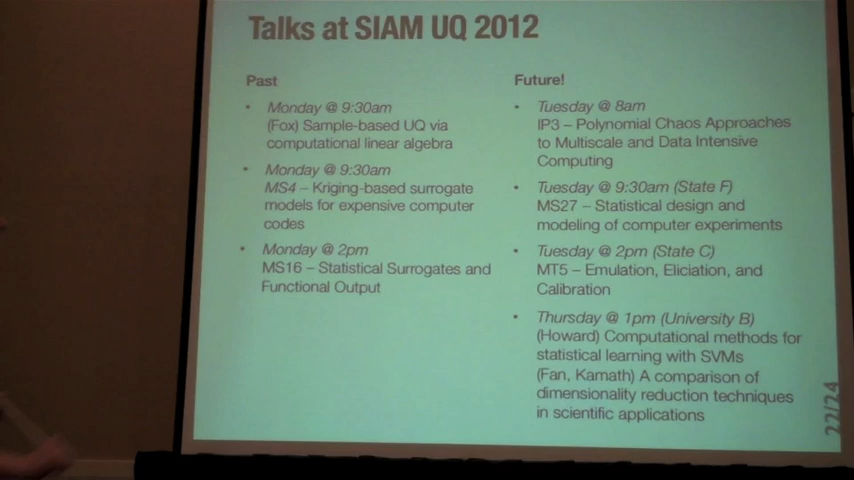 Talks at SIAM UQ 2012
Past
• Monday @ 9:30am
(Fox) Sample-based UQ via
computational linear algebra
• Monday @ 9:30am
MS4 – Kriging-based surrogate
models for expensive computer
codes
• Monday @ 2pm
MS16 – Statistical Surrogates and
Functional Output
Future!
• Tuesday @ 8am
IP3 – Polynomial Chaos Approaches
to Multiscale and Data Intensive
Computing
• Tuesday @ 9:30am (State F)
MS27 – Statistical design and
modeling of computer experiments
• Tuesday @ 2pm (State C)
MT5 – Emulation, Eliciation, and
Calibration
• Thursday @ 1pm (University B)
(Howard) Computational methods for
statistical learning with SVMs
(Fan, Kamath) A comparison of
dimensionality reduction techniques
in scientific applications
22/24